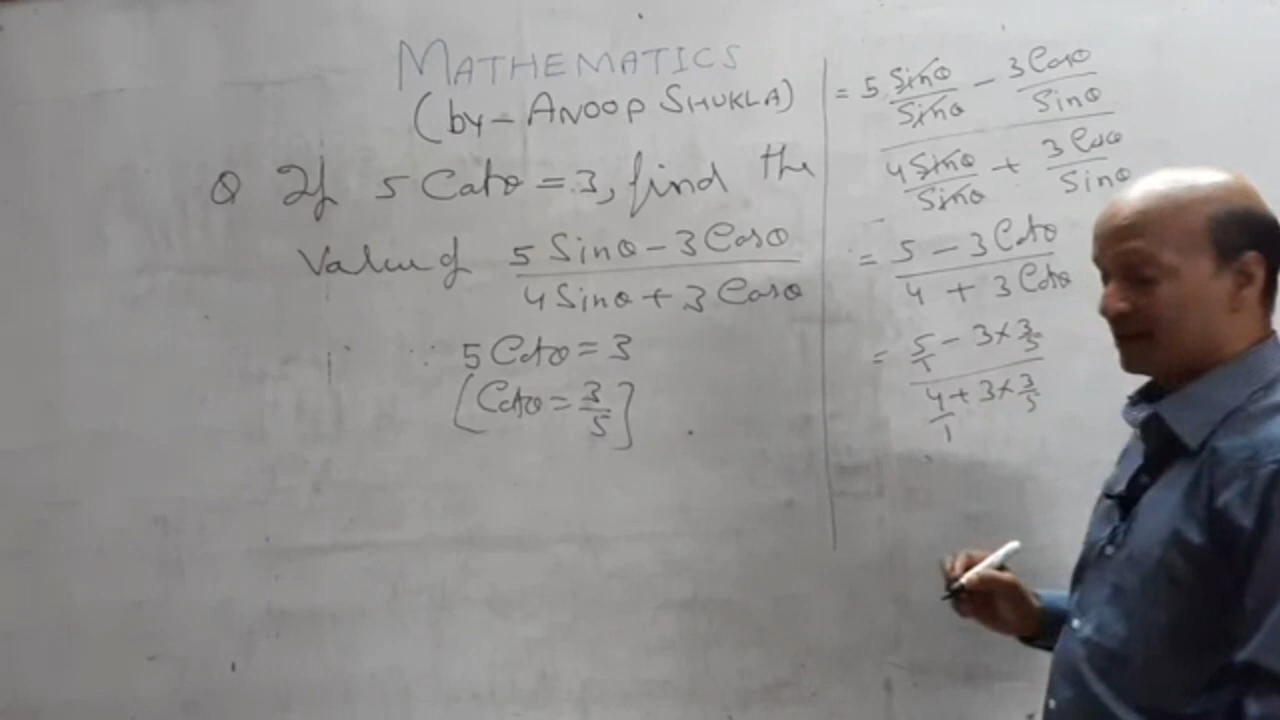 MATHEMATICS
(by - ANOOP SHUKLA)
Q If 5 Cotθ = 3, find the
Value of (5 Sinθ - 3 Cosθ) / (4 Sinθ + 3 Cosθ)
∵ 5 Cotθ = 3
[Cotθ = 3/5]
= (5 Sinθ/Sinθ - 3 Cosθ/Sinθ) / (4 Sinθ/Sinθ + 3 Cosθ/Sinθ)
= (5 - 3 Cotθ) / (4 + 3 Cotθ)
= (5/1 - 3 × 3/5) / (4/1 + 3 × 3/5)